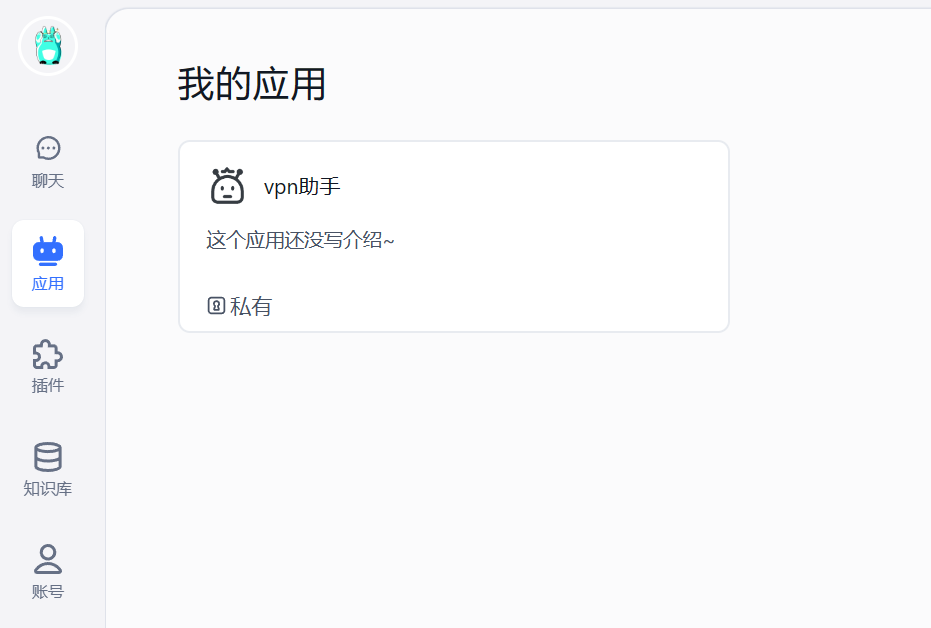 聊天
应用
插件
知识库
账号
我的应用
vpn助手
这个应用还没写介绍~
私有